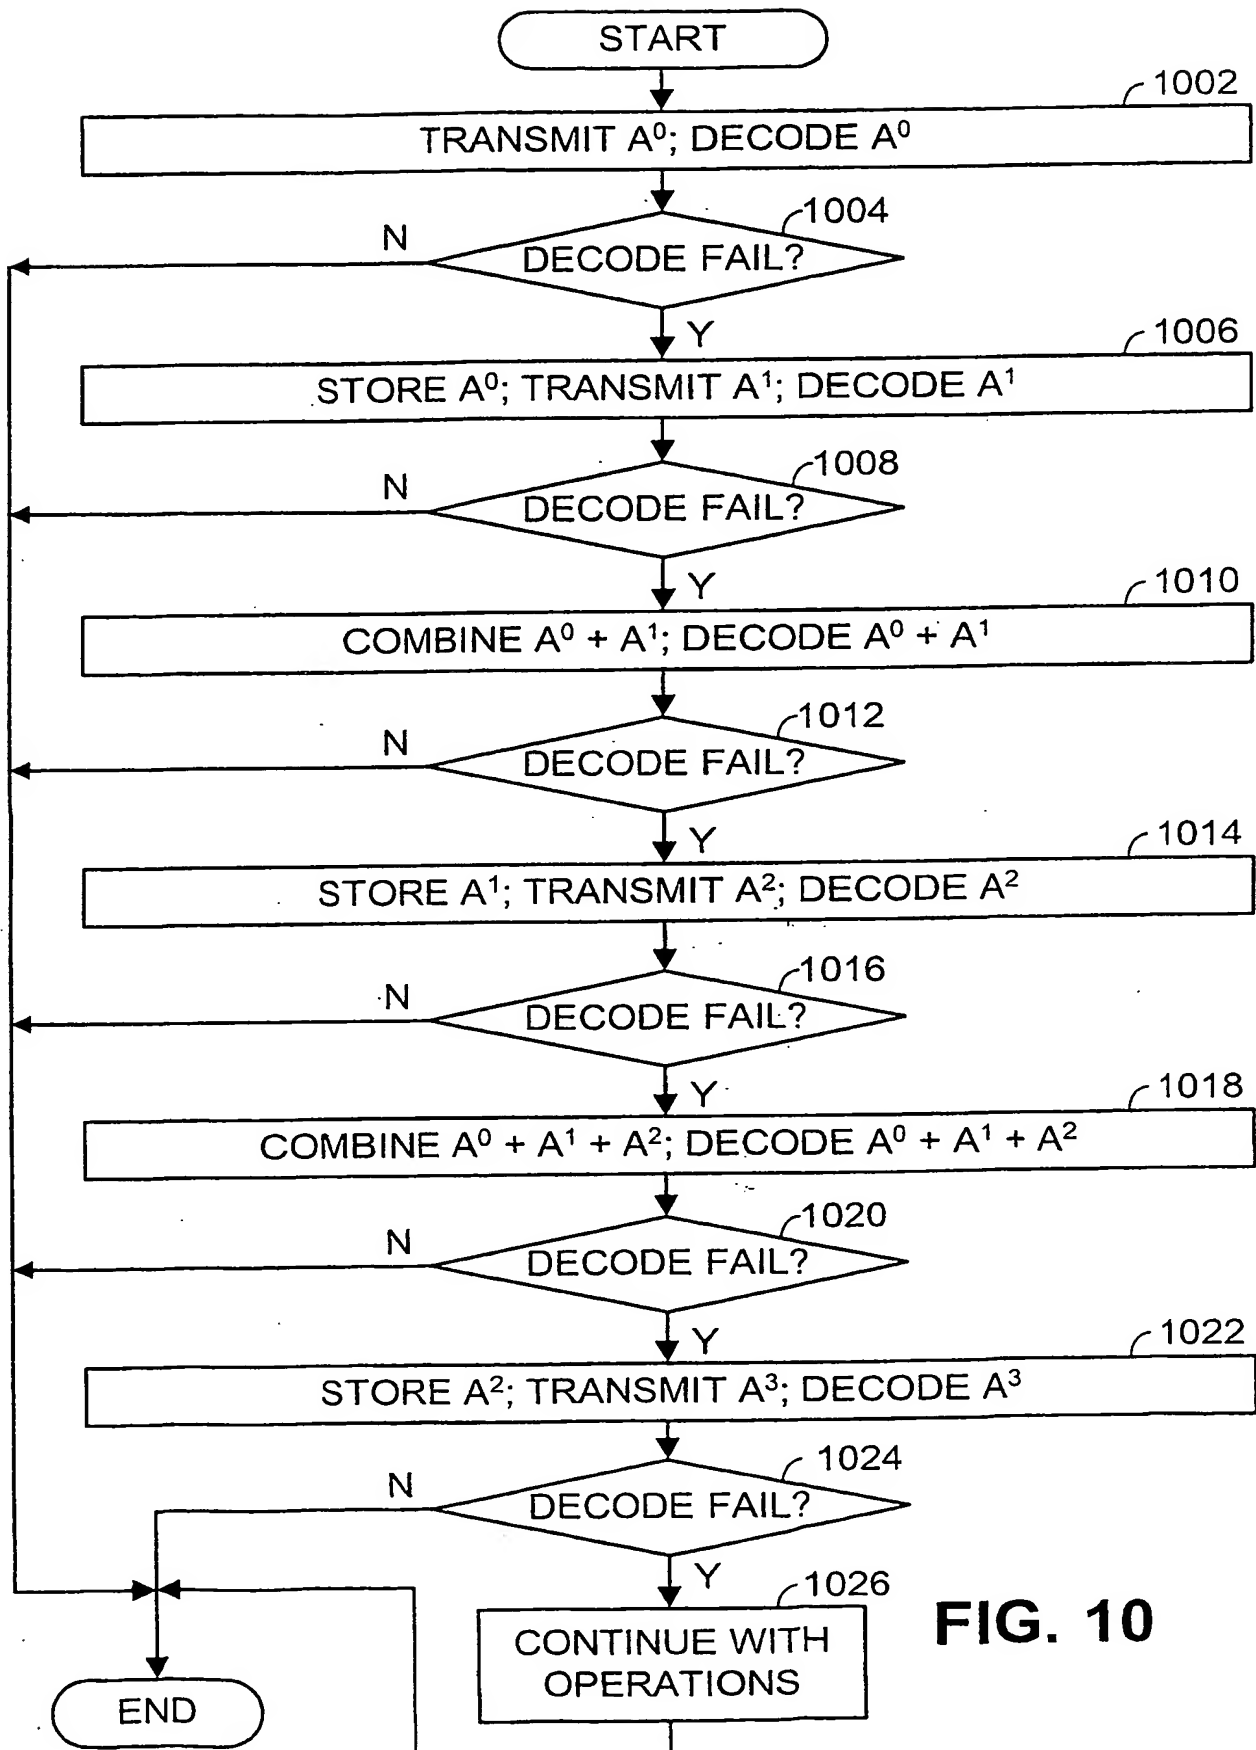 START
1002
TRANSMIT A⁰; DECODE A⁰
1004
N
DECODE FAIL?
Y
1006
STORE A⁰; TRANSMIT A¹; DECODE A¹
1008
N
DECODE FAIL?
Y
1010
COMBINE A⁰ + A¹; DECODE A⁰ + A¹
1012
N
DECODE FAIL?
Y
1014
STORE A¹; TRANSMIT A²; DECODE A²
1016
N
DECODE FAIL?
Y
1018
COMBINE A⁰ + A¹ + A²; DECODE A⁰ + A¹ + A²
1020
N
DECODE FAIL?
Y
1022
STORE A²; TRANSMIT A³; DECODE A³
1024
N
DECODE FAIL?
Y
1026
CONTINUE WITH
OPERATIONS
FIG. 10
END